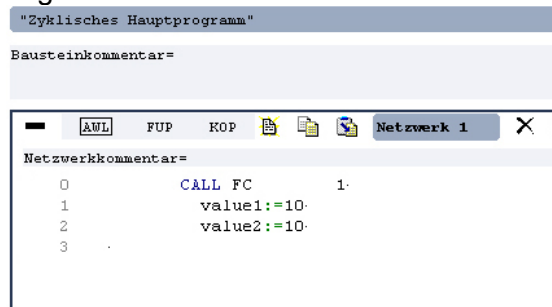 "Zyklisches Hauptprogramm"
Bausteinkommentar=
AWL FUP KOP Netzwerk 1
Netzwerkkommentar=
0 CALL FC 1
1 value1:=10
2 value2:=10
3